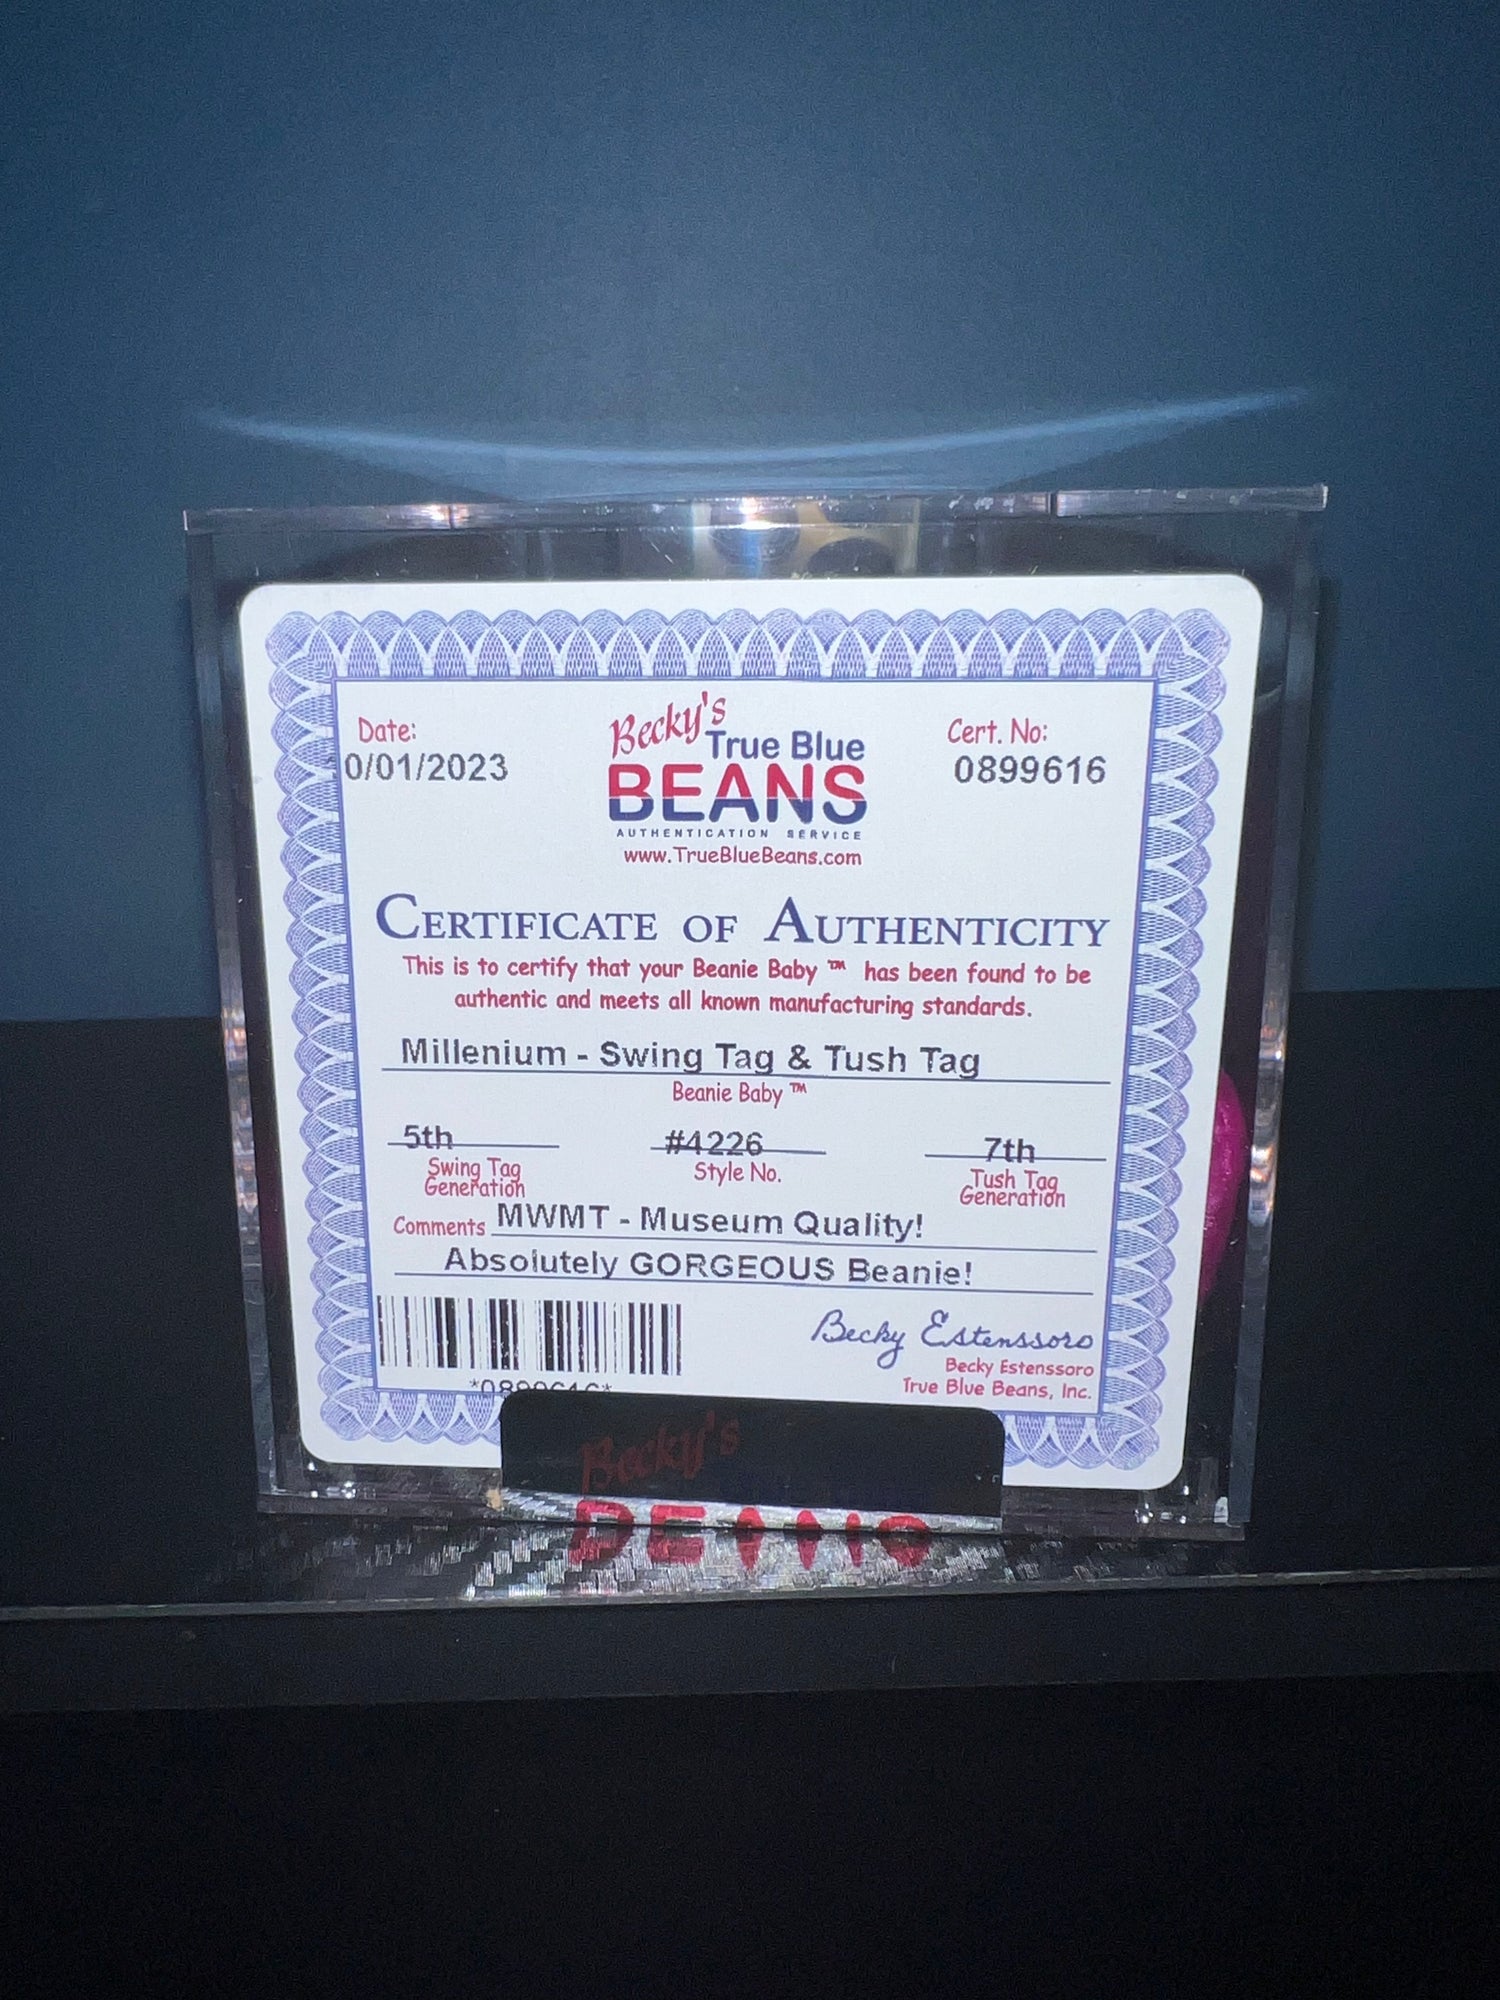 Date:
0/01/2023
Becky's
True Blue
BEANS
AUTHENTICATION SERVICE
www.TrueBlueBeans.com
Cert. No:
0899616
CERTIFICATE OF AUTHENTICITY
This is to certify that your Beanie Baby ™ has been found to be
authentic and meets all known manufacturing standards.
Millenium - Swing Tag & Tush Tag
Beanie Baby ™
5th
Swing Tag
Generation
#4226
Style No.
7th
Tush Tag
Generation
Comments MWMT - Museum Quality!
Absolutely GORGEOUS Beanie!
Becky Estenssoro
Becky Estenssoro
True Blue Beans, Inc.
*0899616*
Becky's
BEANS